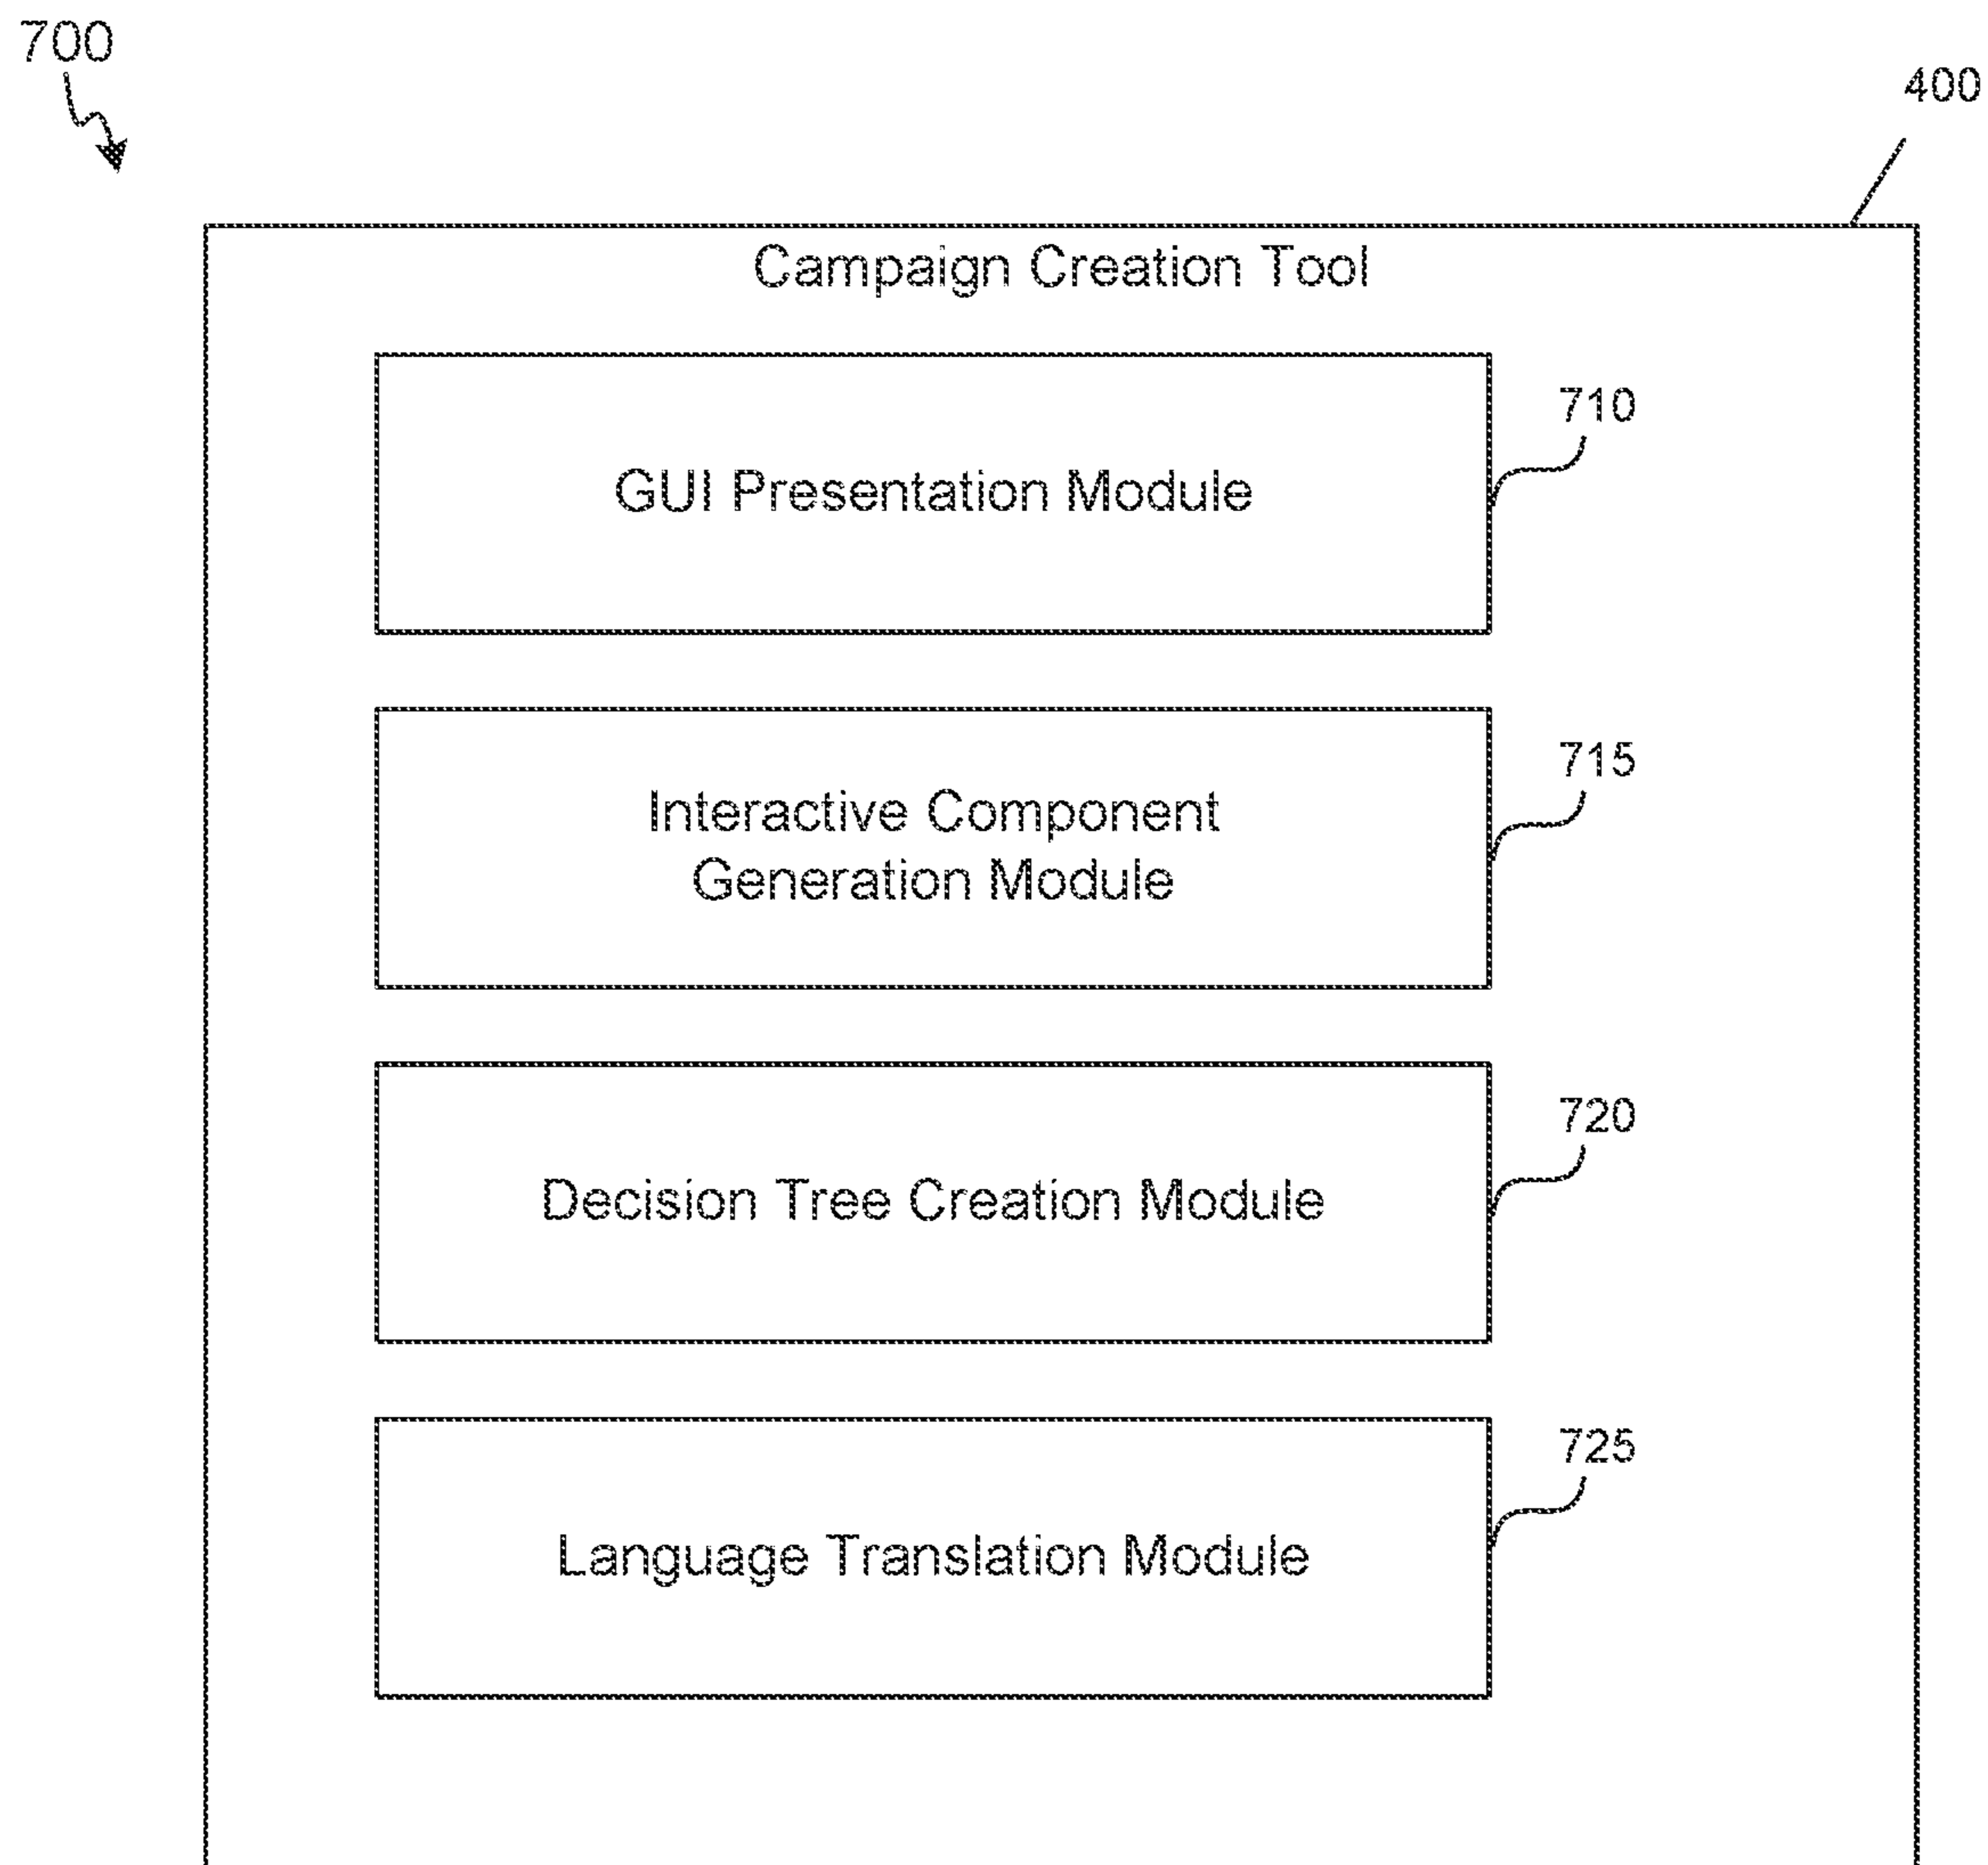 700
400
Campaign Creation Tool
710
GUI Presentation Module
715
Interactive Component
Generation Module
720
Decision Tree Creation Module
725
Language Translation Module